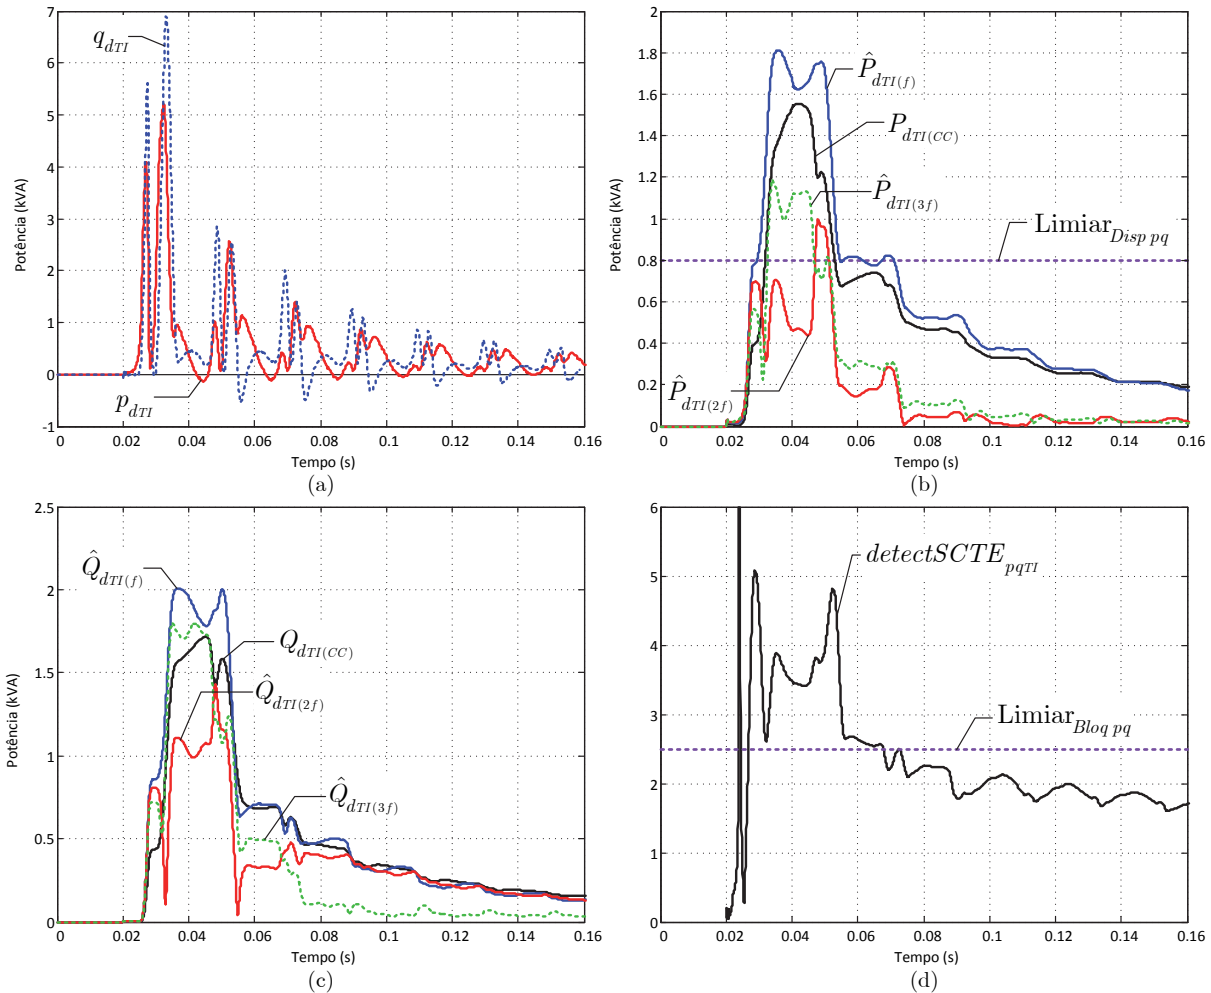 7
6
5
4
3
2
1
0
-1
0
0.02
0.04
0.06
0.08
0.1
0.12
0.14
0.16
Potência (kVA)
Tempo (s)
q_dTI
p_dTI
(a)
2
1.8
1.6
1.4
1.2
1
0.8
0.6
0.4
0.2
0
0
0.02
0.04
0.06
0.08
0.1
0.12
0.14
0.16
Potência (kVA)
Tempo (s)
P̂_dTI(f)
P_dTI(CC)
P̂_dTI(3f)
Limiar_Disp pq
P̂_dTI(2f)
(b)
2.5
2
1.5
1
0.5
0
0
0.02
0.04
0.06
0.08
0.1
0.12
0.14
0.16
Potência (kVA)
Tempo (s)
Q̂_dTI(f)
Q_dTI(CC)
Q̂_dTI(2f)
Q̂_dTI(3f)
(c)
6
5
4
3
2
1
0
0
0.02
0.04
0.06
0.08
0.1
0.12
0.14
0.16
Tempo (s)
detectSCTE_pqTI
Limiar_Bloq pq
(d)